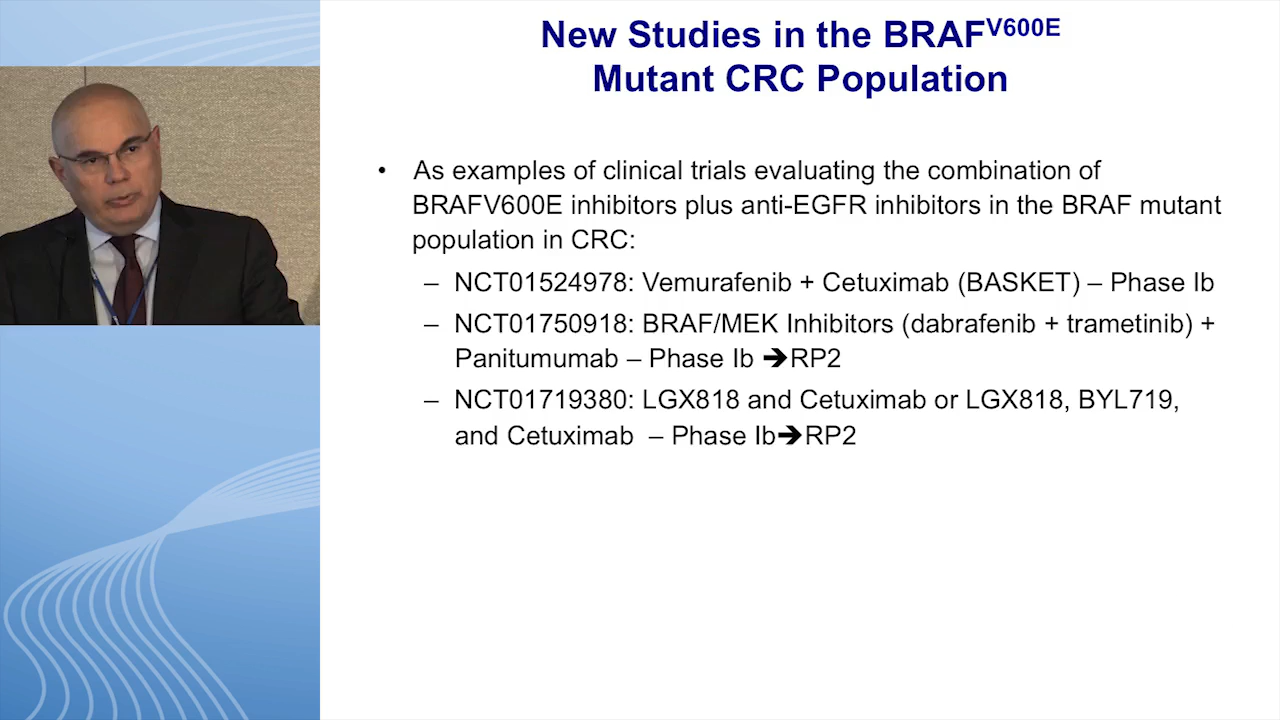 New Studies in the BRAFV600E
Mutant CRC Population
• As examples of clinical trials evaluating the combination of
BRAFV600E inhibitors plus anti-EGFR inhibitors in the BRAF mutant
population in CRC:
– NCT01524978: Vemurafenib + Cetuximab (BASKET) – Phase Ib
– NCT01750918: BRAF/MEK Inhibitors (dabrafenib + trametinib) +
Panitumumab – Phase Ib ➔RP2
– NCT01719380: LGX818 and Cetuximab or LGX818, BYL719,
and Cetuximab – Phase Ib➔RP2